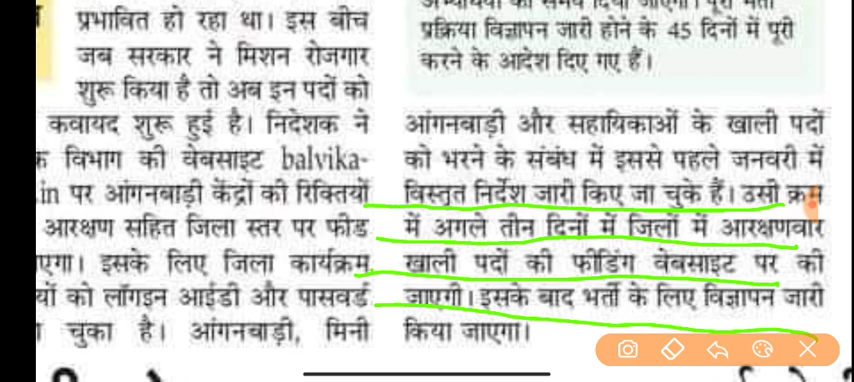 प्रभावित हो रहा था। इस बीच
जब सरकार ने मिशन रोजगार
शुरू किया है तो अब इन पदों को
कवायद शुरू हुई है। निदेशक ने
विभाग की वेबसाइट balvika-
.in पर आंगनबाड़ी केंद्रों की रिक्तियों
आरक्षण सहित जिला स्तर पर फीड
एगा। इसके लिए जिला कार्यक्रम
यों को लॉगइन आईडी और पासवर्ड
चुका है। आंगनबाड़ी, मिनी
प्रक्रिया विज्ञापन जारी होने के 45 दिनों में पूरी
करने के आदेश दिए गए हैं।
आंगनबाड़ी और सहायिकाओं के खाली पदों
को भरने के संबंध में इससे पहले जनवरी में
विस्तृत निर्देश जारी किए जा चुके हैं। उसी क्रम
में अगले तीन दिनों में जिलों में आरक्षणवार
खाली पदों की फीडिंग वेबसाइट पर की
जाएगी। इसके बाद भर्ती के लिए विज्ञापन जारी
किया जाएगा।